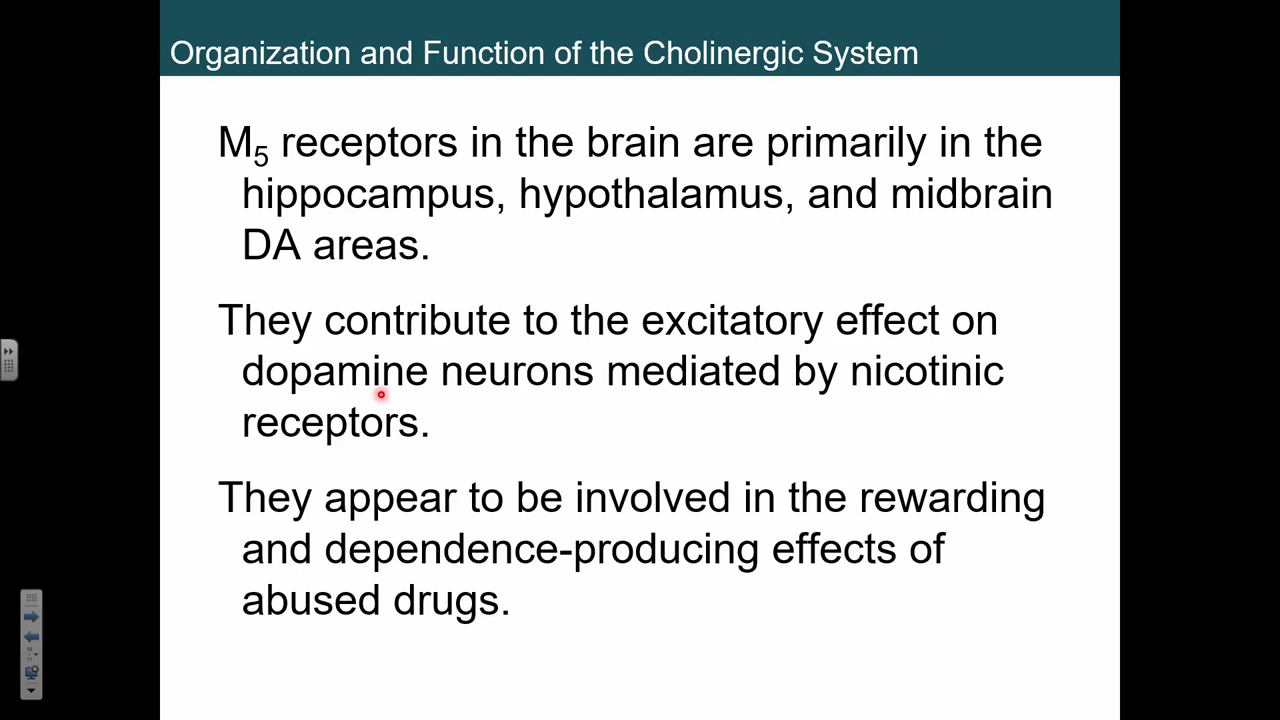 Organization and Function of the Cholinergic System
M₅ receptors in the brain are primarily in the
hippocampus, hypothalamus, and midbrain
DA areas.
They contribute to the excitatory effect on
dopamine neurons mediated by nicotinic
receptors.
They appear to be involved in the rewarding
and dependence-producing effects of
abused drugs.